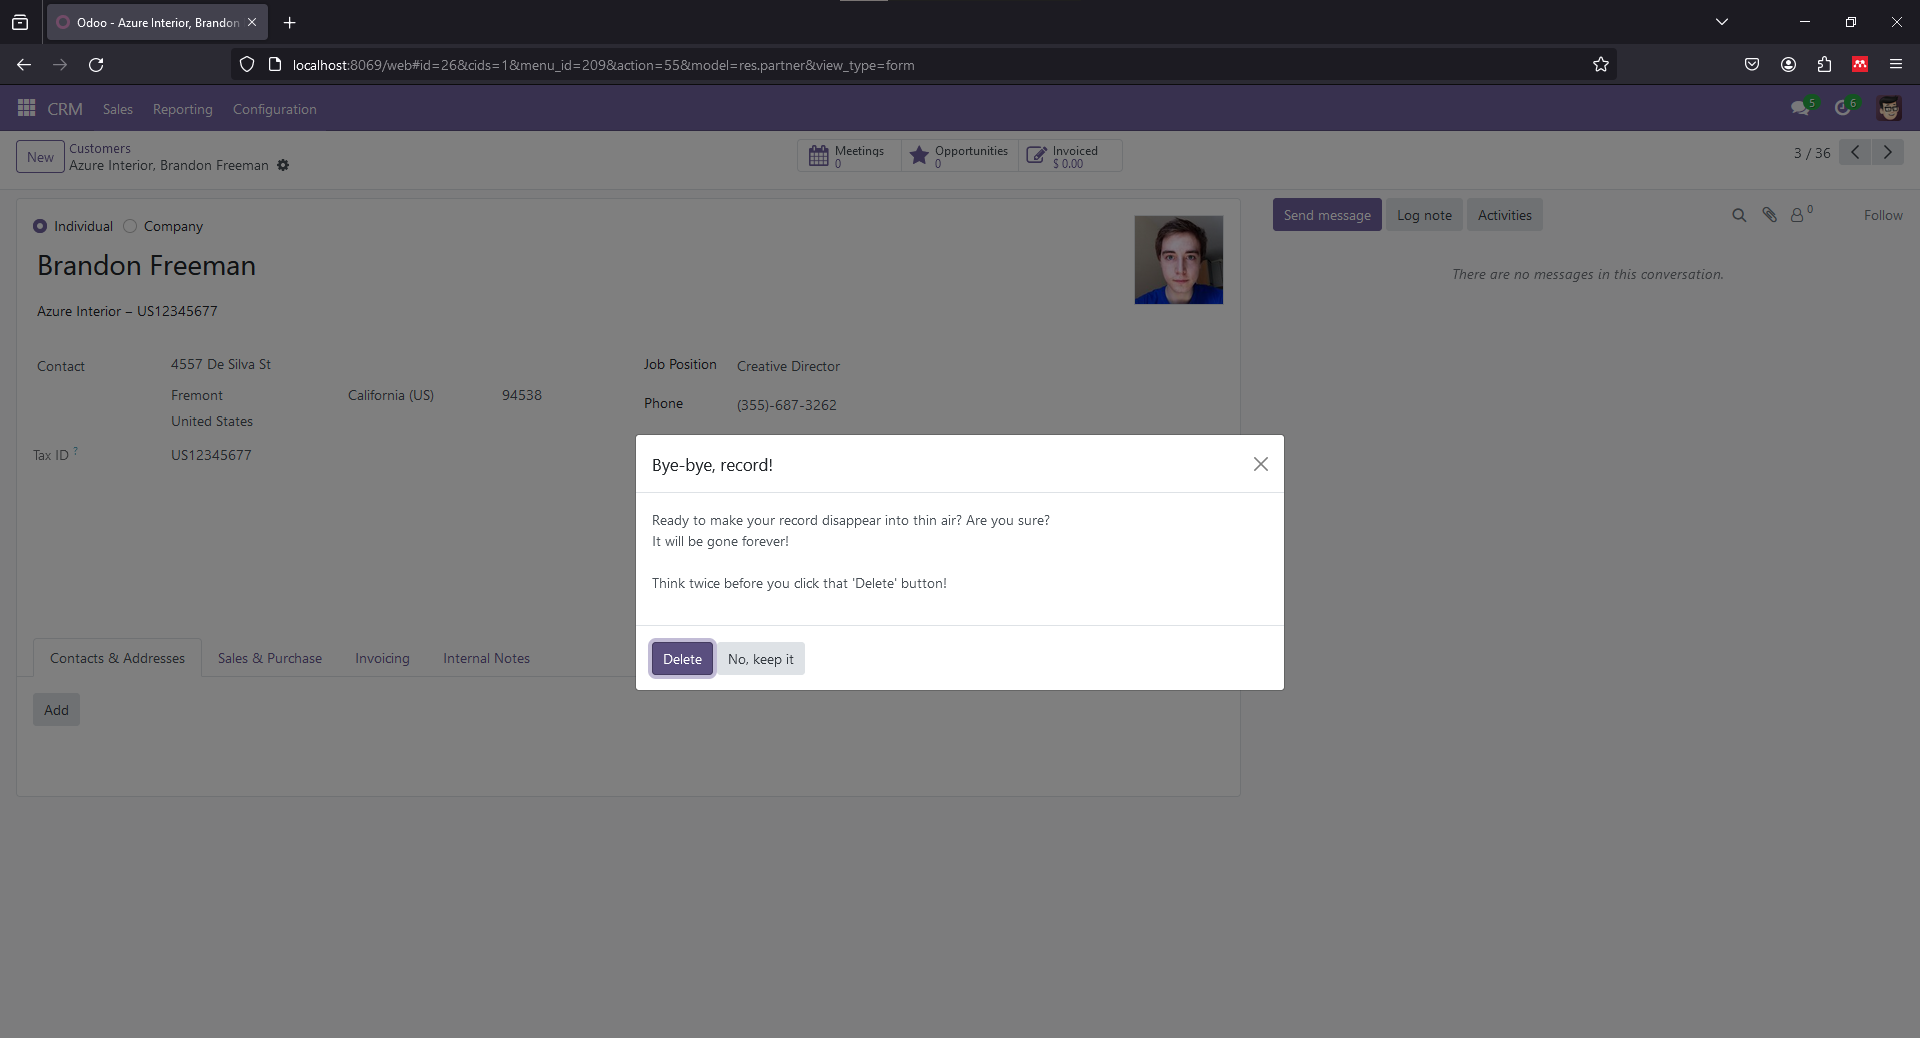 Odoo - Azure Interior, Brandon
localhost:8069/web#id=26&cids=1&menu_id=209&action=55&model=res.partner&view_type=form
CRM Sales Reporting Configuration 5 6
New Customers
Azure Interior, Brandon Freeman
Meetings 0
Opportunities 0
Invoiced $ 0.00
3 / 36
Individual Company
Send message Log note Activities 0 Follow
Brandon Freeman
There are no messages in this conversation.
Azure Interior – US12345677
Contact 4557 De Silva St
Fremont California (US) 94538
United States
Tax ID ? US12345677
Job Position Creative Director
Phone (355)-687-3262
Bye-bye, record!
Ready to make your record disappear into thin air? Are you sure?
It will be gone forever!
Think twice before you click that 'Delete' button!
Delete No, keep it
Contacts & Addresses Sales & Purchase Invoicing Internal Notes
Add